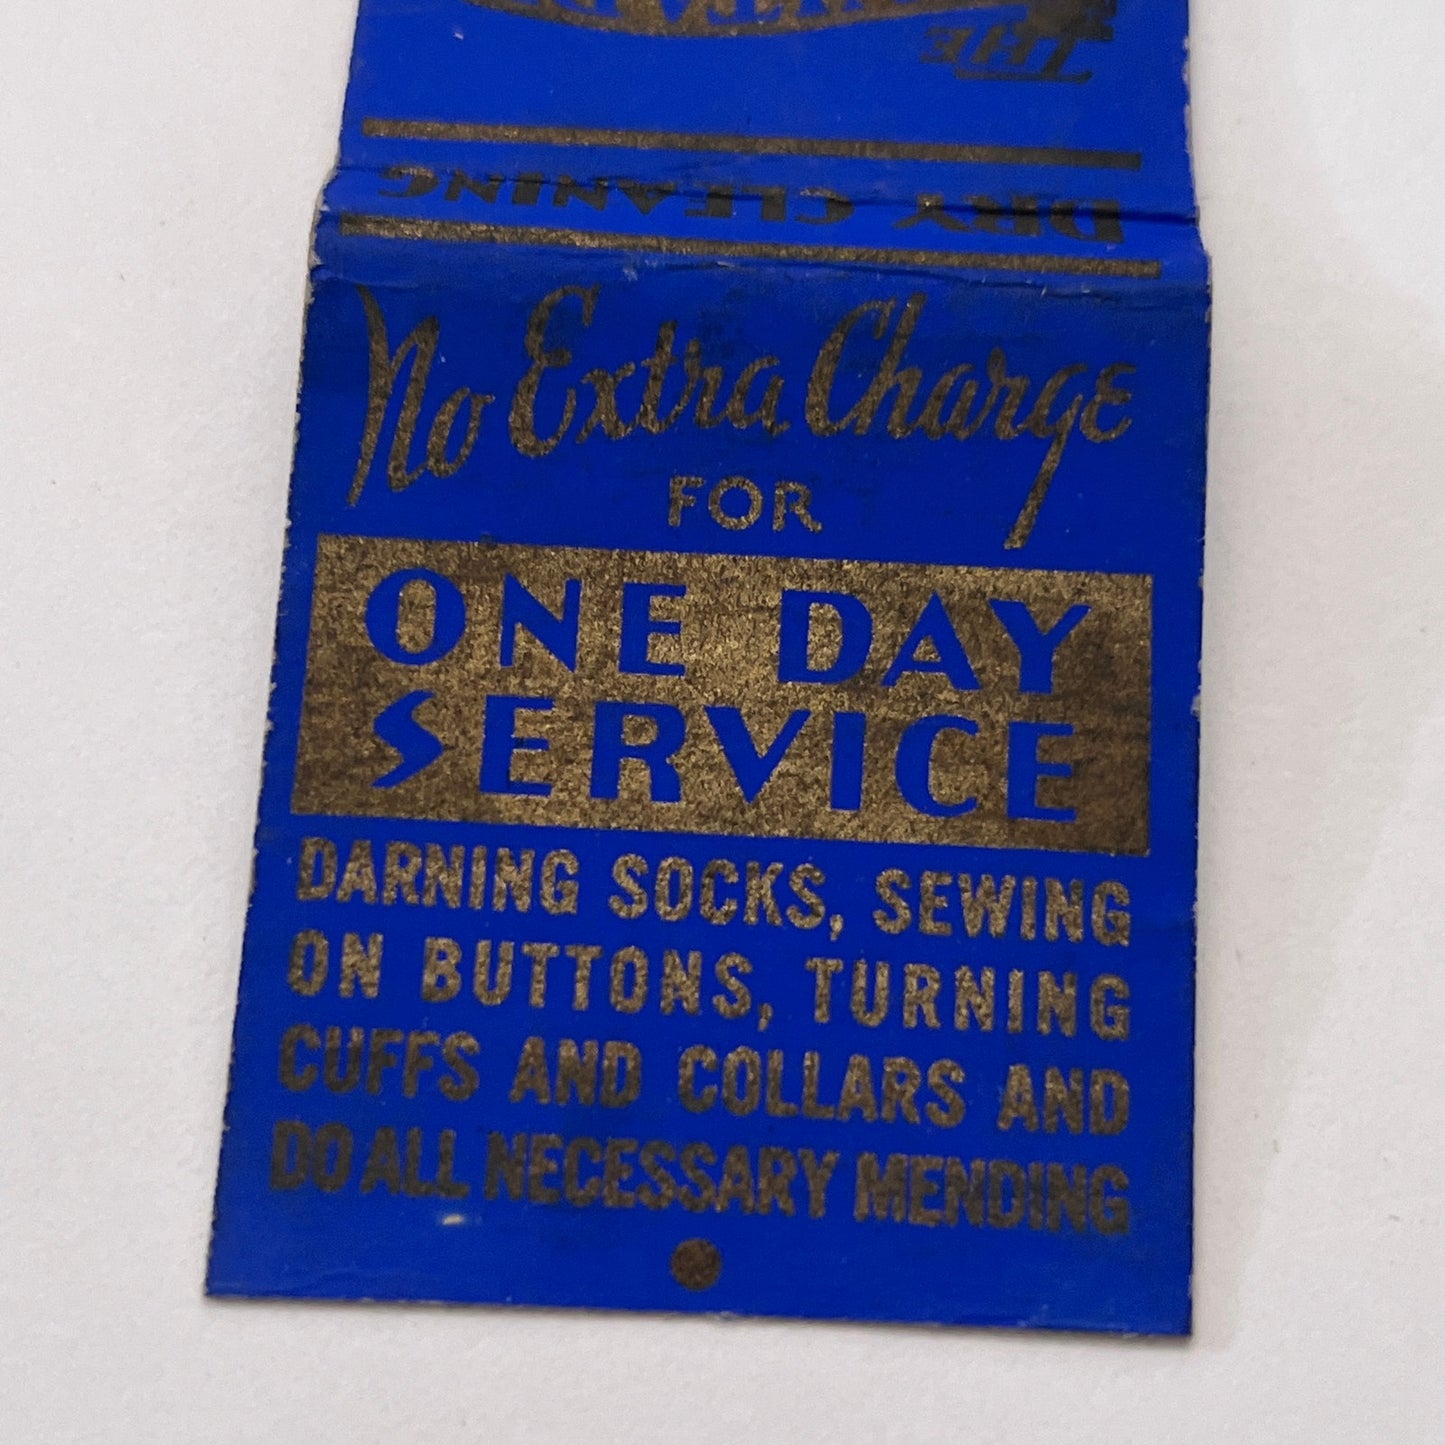 THE
DRY CLEANING
No Extra Charge
FOR
ONE DAY
SERVICE
DARNING SOCKS, SEWING
ON BUTTONS, TURNING
CUFFS AND COLLARS AND
DO ALL NECESSARY MENDING